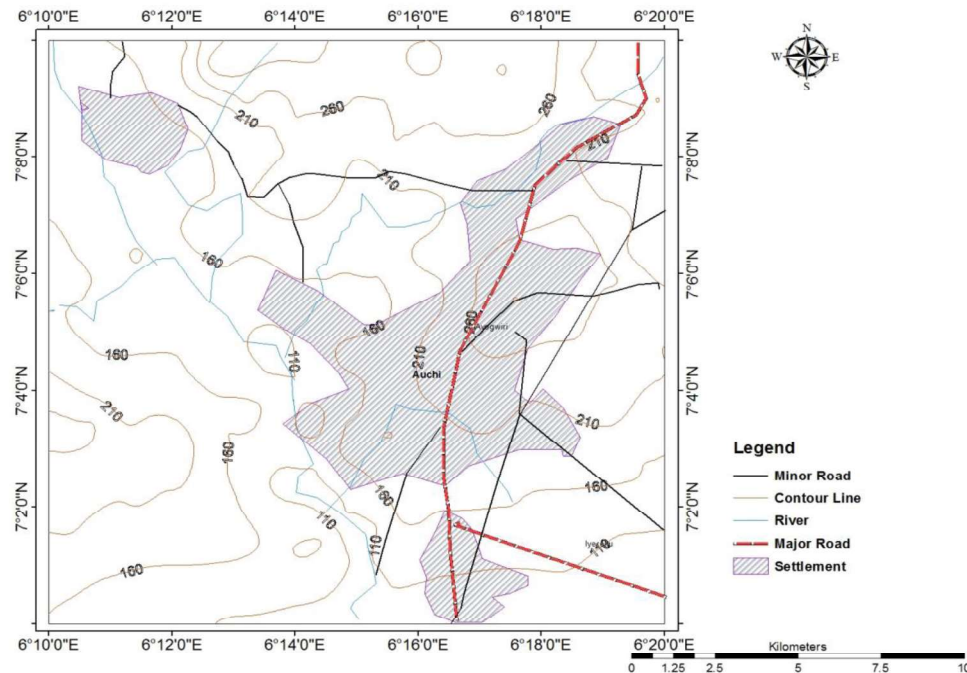 6°10'0"E 6°12'0"E 6°14'0"E 6°16'0"E 6°18'0"E 6°20'0"E
N
W E
S
7°8'0"N 7°8'0"N
7°6'0"N 7°6'0"N
7°4'0"N 7°4'0"N
7°2'0"N 7°2'0"N
210 260 260
210
210
210
160
160
160 110 210 260
Auchi
210 210
160 160
160
110 110 110
160
6°10'0"E 6°12'0"E 6°14'0"E 6°16'0"E 6°18'0"E 6°20'0"E
Legend
Minor Road
Contour Line
River
Major Road
Settlement
Kilometers
0 1.25 2.5 5 7.5 10